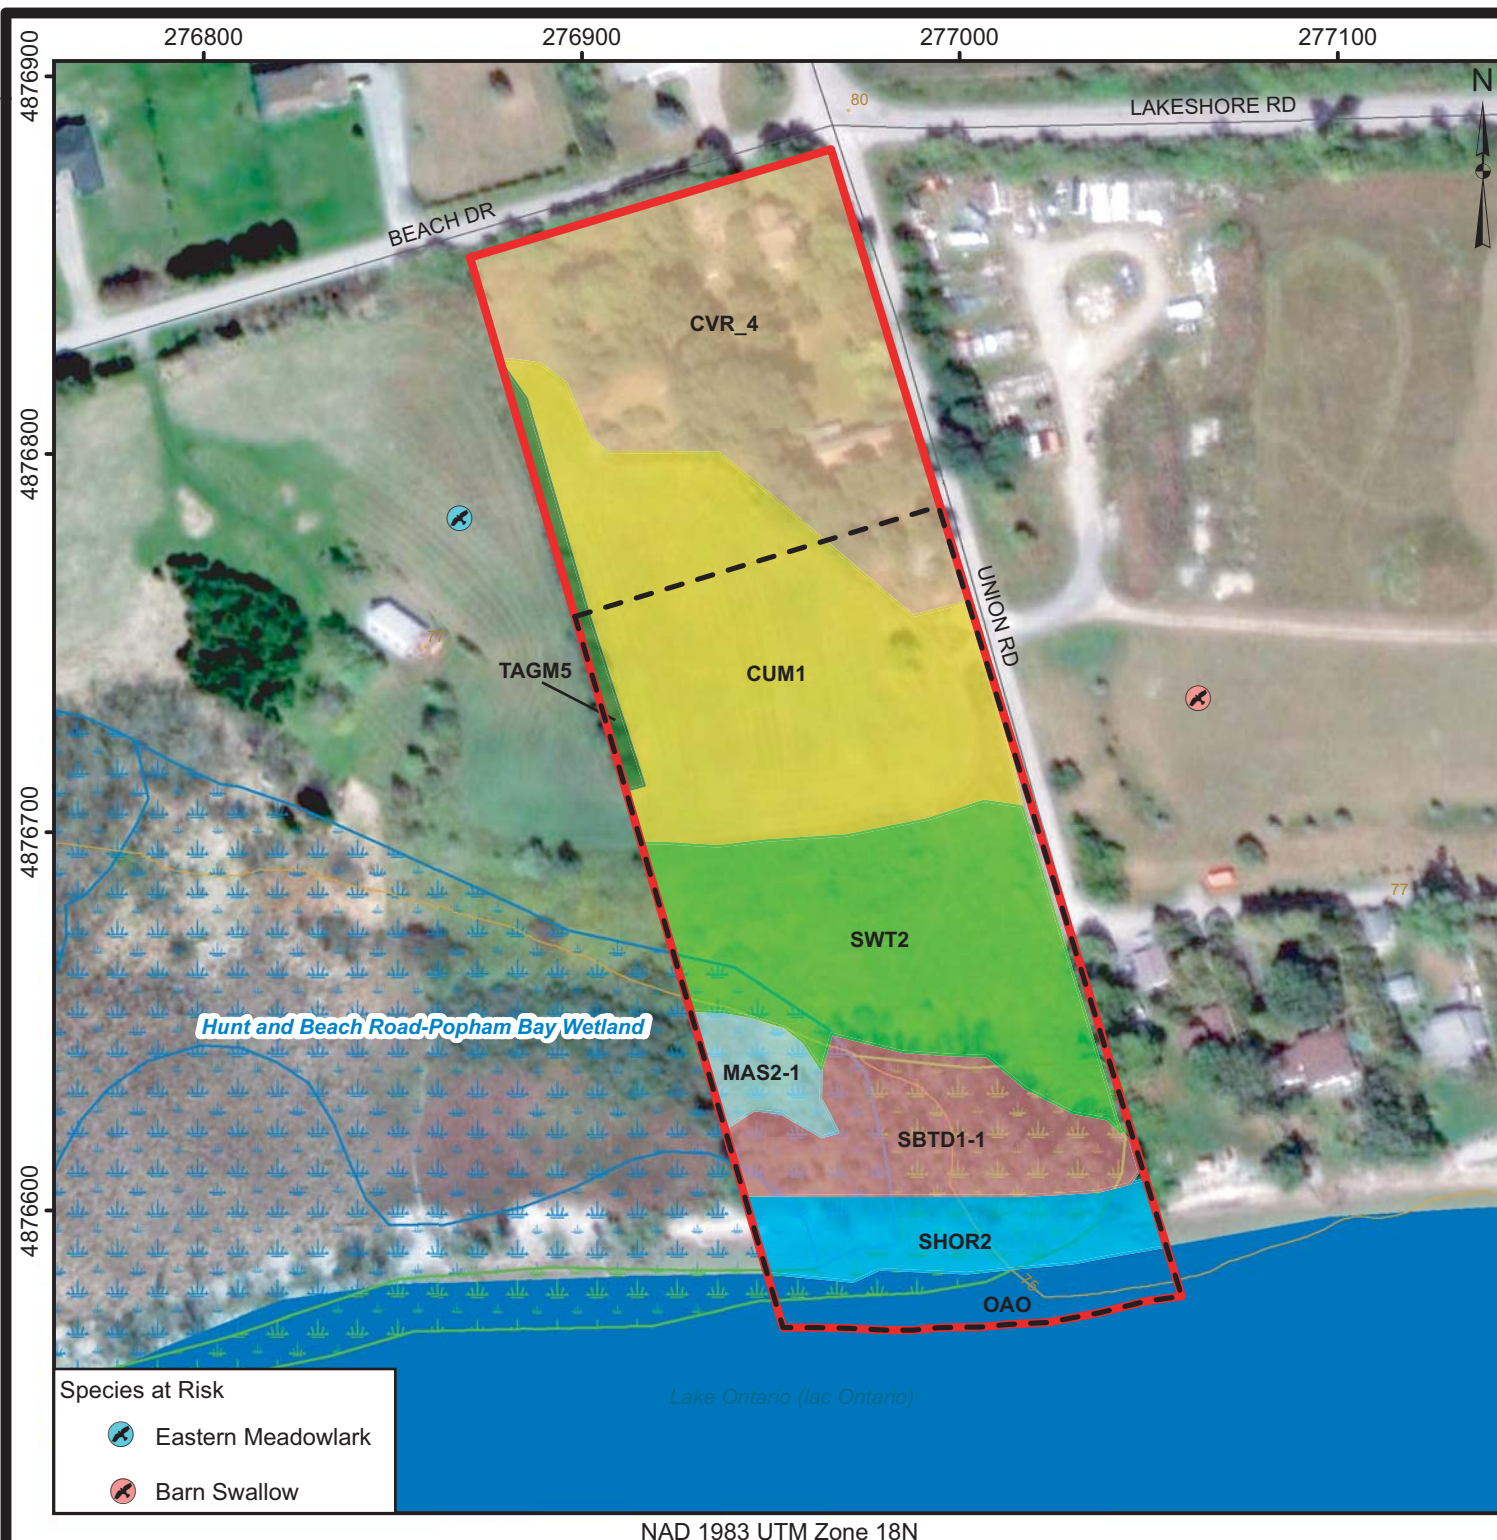 276800
276900
277000
277100
4876900
4876800
4876700
4876600
N
80
LAKESHORE RD
BEACH DR
CVR_4
UNION RD
77
TAGM5
CUM1
77
SWT2
Hunt and Beach Road-Popham Bay Wetland
MAS2-1
SBTD1-1
SHOR2
75
OAO
Lake Ontario (lac Ontario)
Species at Risk
Eastern Meadowlark
Barn Swallow
NAD 1983 UTM Zone 18N